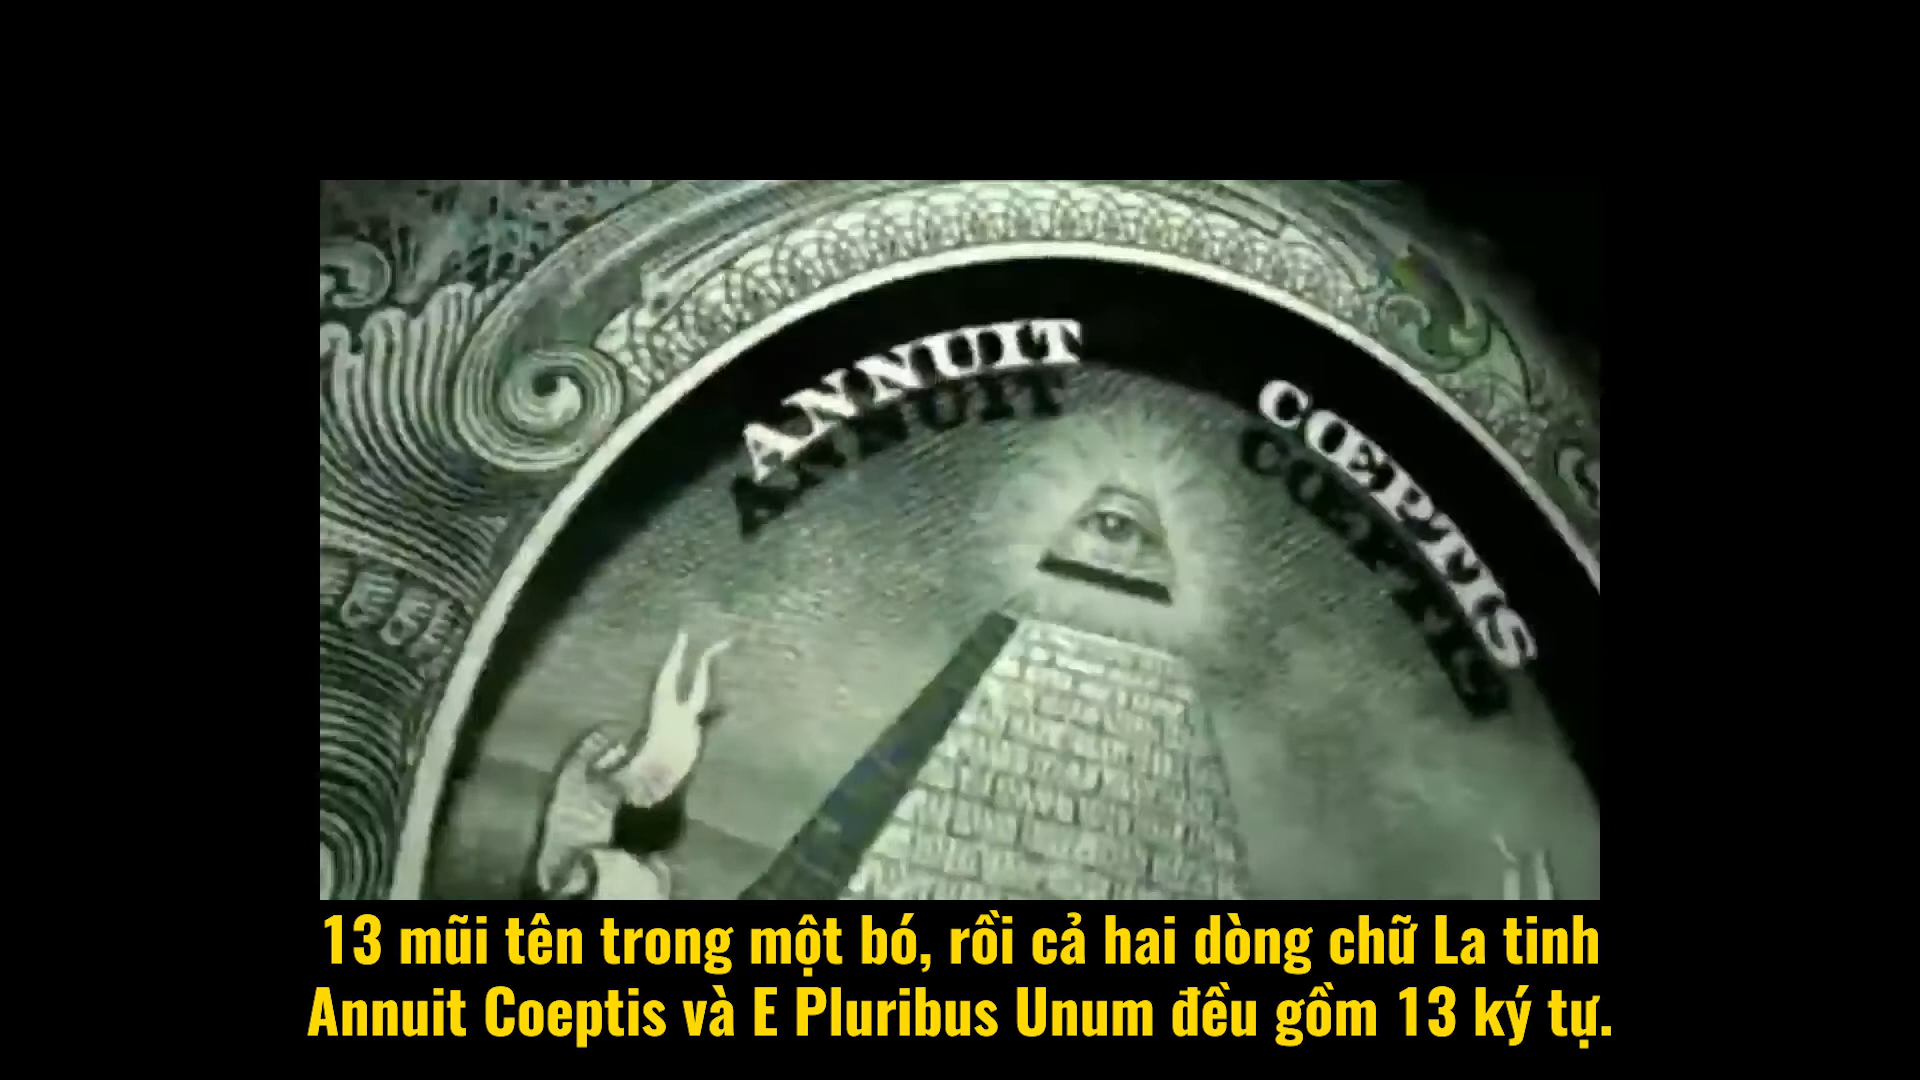 ANNUIT CŒPTIS
13 mũi tên trong một bó, rồi cả hai dòng chữ La tinh
Annuit Coeptis và E Pluribus Unum đều gồm 13 ký tự.